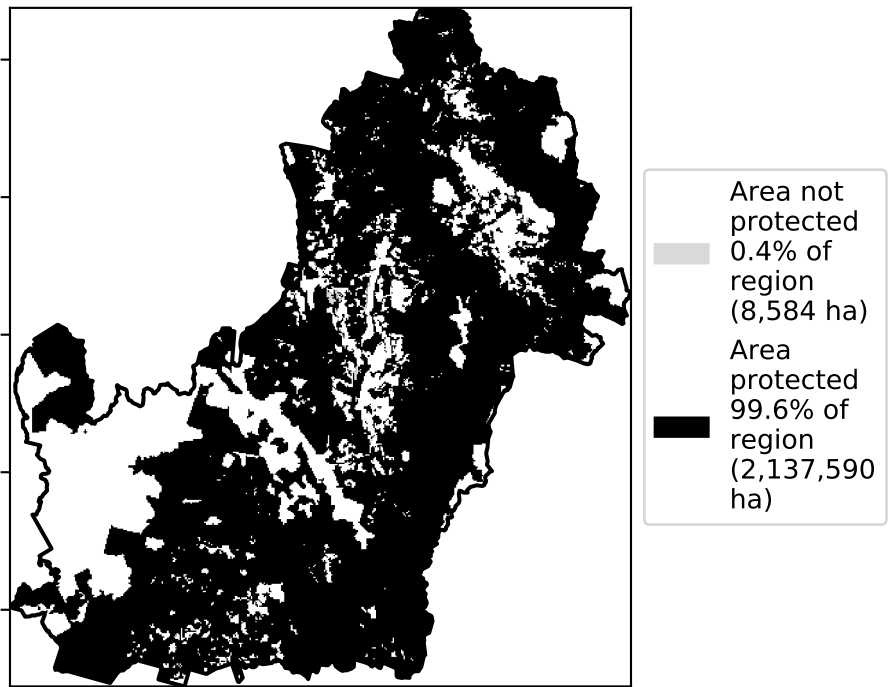 Area not
protected
0.4% of
region
(8,584 ha)
Area
protected
99.6% of
region
(2,137,590
ha)